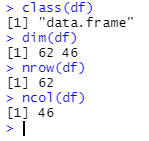 > class(df)
[1] "data.frame"
> dim(df)
[1] 62 46
> nrow(df)
[1] 62
> ncol(df)
[1] 46
>